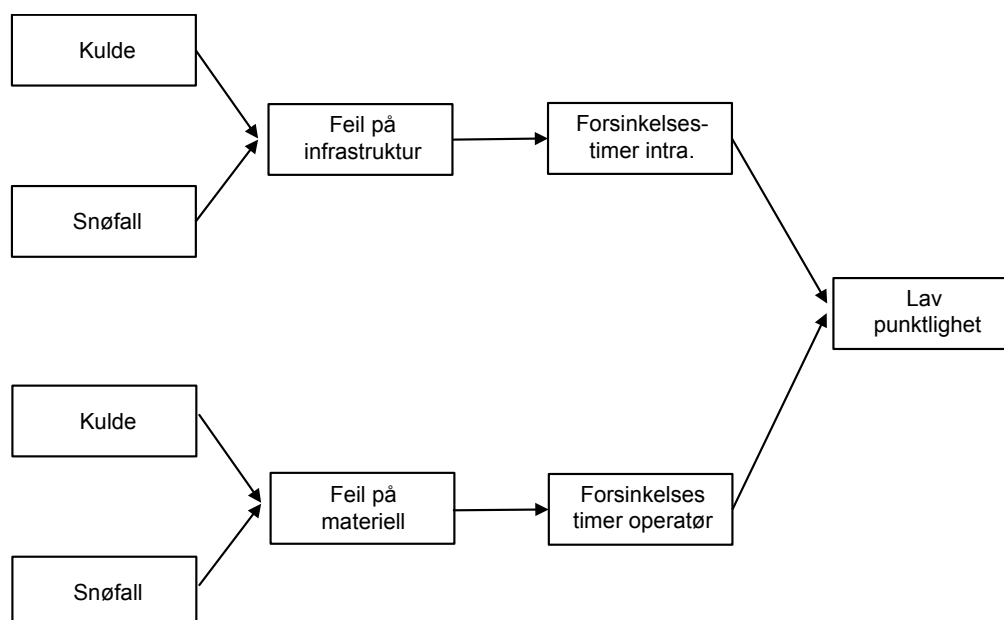 Kulde
Snøfall
Feil på
infrastruktur
Forsinkelses-
timer intra.
Lav
punktlighet
Kulde
Snøfall
Feil på
materiell
Forsinkelses
timer operatør